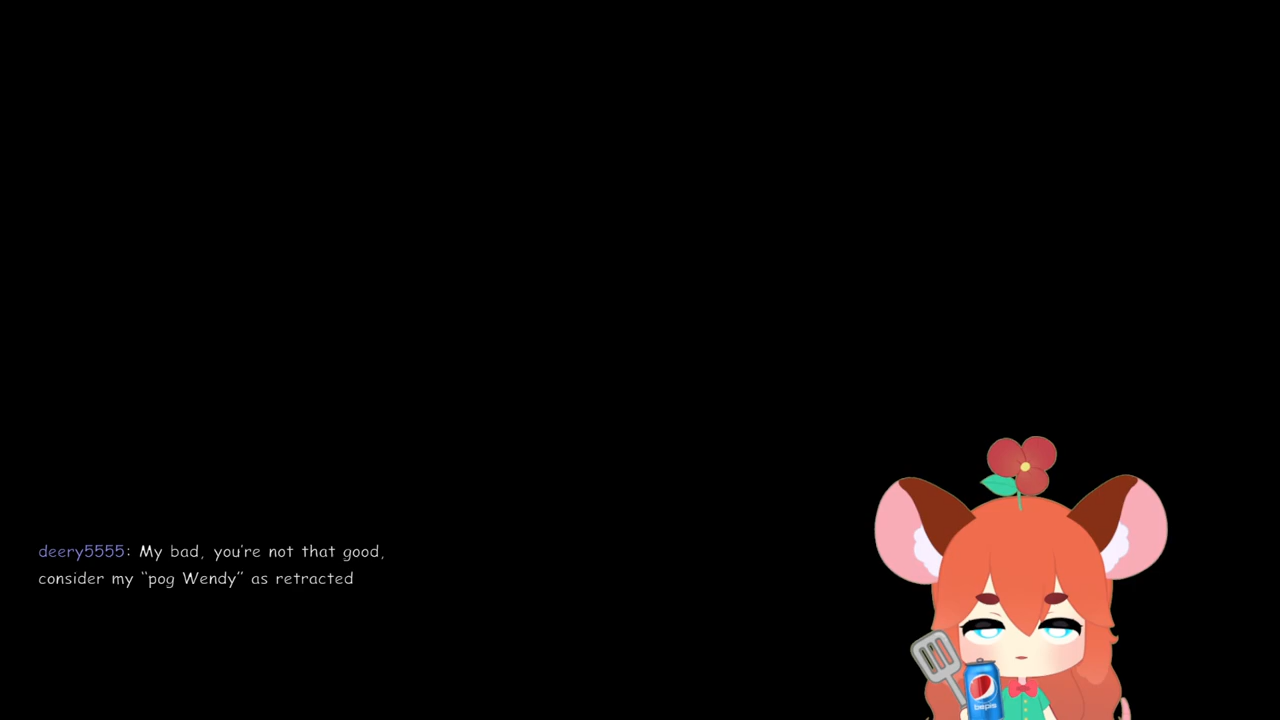 deery5555: My bad, you're not that good,
consider my "pog Wendy" as retracted
bepis